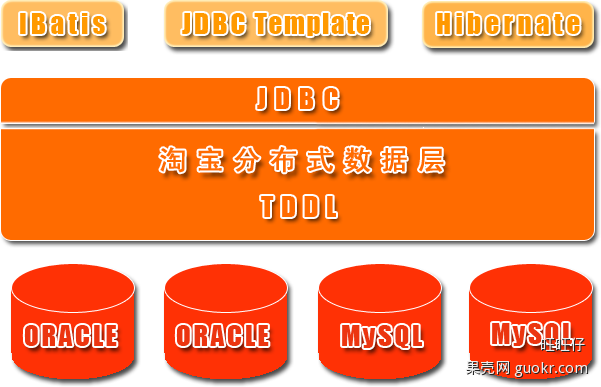 IBatis JDBC Template Hibernate
JDBC
淘宝分布式数据层
TDDL
ORACLE ORACLE MySQL MySQL
旺旺仔
果壳网 guokr.com